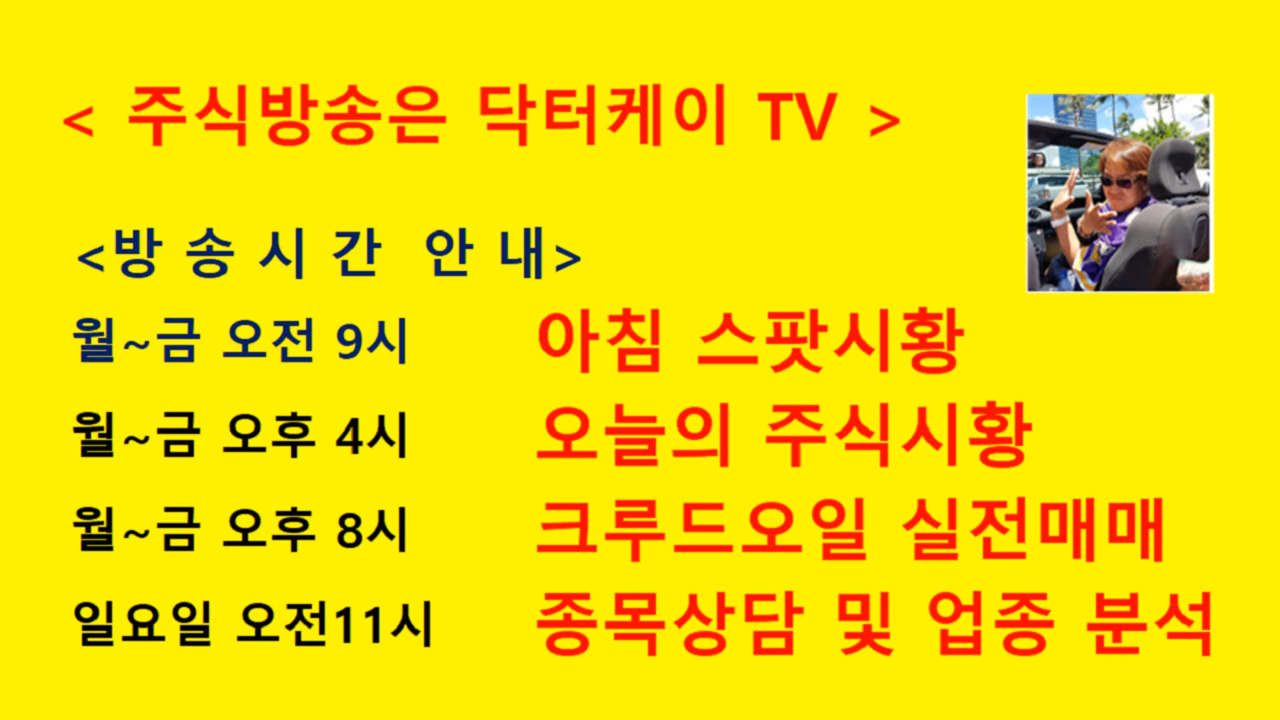 < 주식방송은 닥터케이 TV >
<방 송 시 간 안 내>
월~금 오전 9시 아침 스팟시황
월~금 오후 4시 오늘의 주식시황
월~금 오후 8시 크루드오일 실전매매
일요일 오전11시 종목상담 및 업종 분석